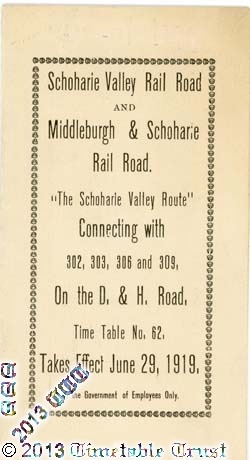 Schoharie Valley Rail Road
AND
Middleburgh & Schoharie
Rail Road.
"The Schoharie Valley Route"
Connecting with
302, 303, 306 and 309,
On the D. & H. Road.
Time Table No. 62.
Takes Effect June 29, 1919.
the Government of Employees Only.
2013
© 2013 Timetable Trust